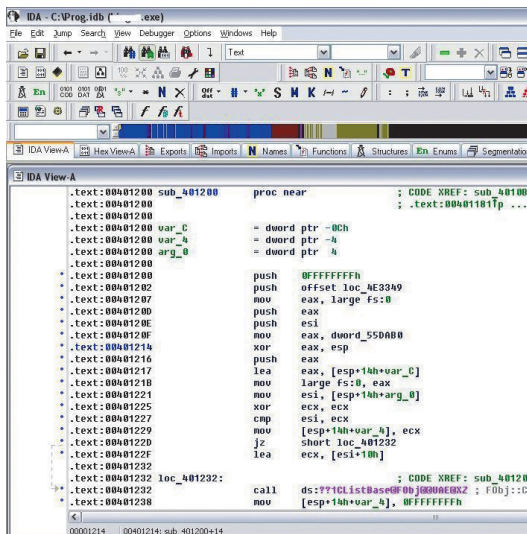 IDA - C:\Prog.idb ( .exe)
File Edit Jump Search View Debugger Options Windows Help
Text
En
IDA View-A Hex View-A Exports Imports N Names Functions Structures En Enums Segmentation
IDA View-A
.text:00401200 sub_401200 proc near ; CODE XREF: sub_4010B
.text:00401200 ; .text:00401181↑p ...
.text:00401200
.text:00401200 var_C = dword ptr -0Ch
.text:00401200 var_4 = dword ptr -4
.text:00401200 arg_0 = dword ptr 4
.text:00401200
.text:00401200 push 0FFFFFFFFh
.text:00401202 push offset loc_4E3349
.text:00401207 mov eax, large fs:0
.text:0040120D push eax
.text:0040120E push esi
.text:0040120F mov eax, dword_55DAB0
.text:00401214 xor eax, esp
.text:00401216 push eax
.text:00401217 lea eax, [esp+14h+var_C]
.text:0040121B mov large fs:0, eax
.text:00401221 mov esi, [esp+14h+arg_0]
.text:00401225 xor ecx, ecx
.text:00401227 cmp esi, ecx
.text:00401229 mov [esp+14h+var_4], ecx
.text:0040122D jz short loc_401232
.text:0040122F lea ecx, [esi+10h]
.text:00401232
.text:00401232 loc_401232: ; CODE XREF: sub_40120
.text:00401232 call ds:??1CListBase@FObj@@UAE@XZ ; FObj::C
.text:00401238 mov [esp+14h+var_4], 0FFFFFFFFh
00001214 00401214: sub_401200+14